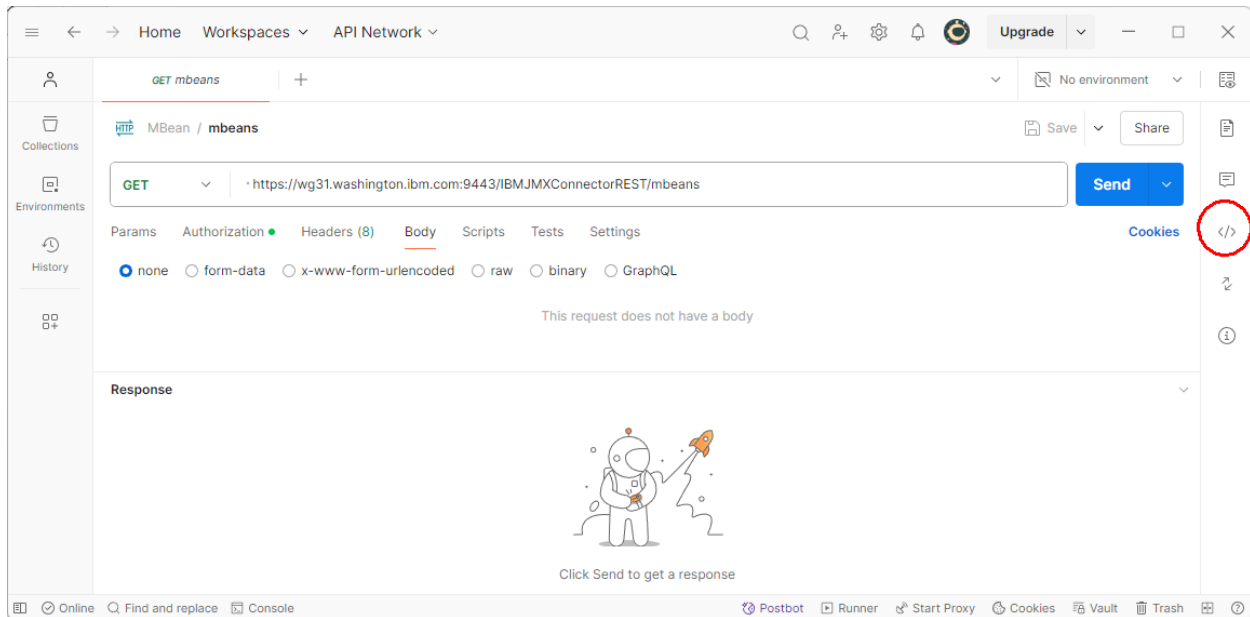 Home Workspaces API Network Upgrade
GET mbeans No environment
HTTP MBean / mbeans Save Share
Collections
GET https://wg31.washington.ibm.com:9443/IBMJMXConnectorREST/mbeans Send
Environments
Params Authorization Headers (8) Body Scripts Tests Settings Cookies </>
History
none form-data x-www-form-urlencoded raw binary GraphQL
This request does not have a body
Response
Click Send to get a response
Online Find and replace Console Postbot Runner Start Proxy Cookies Vault Trash